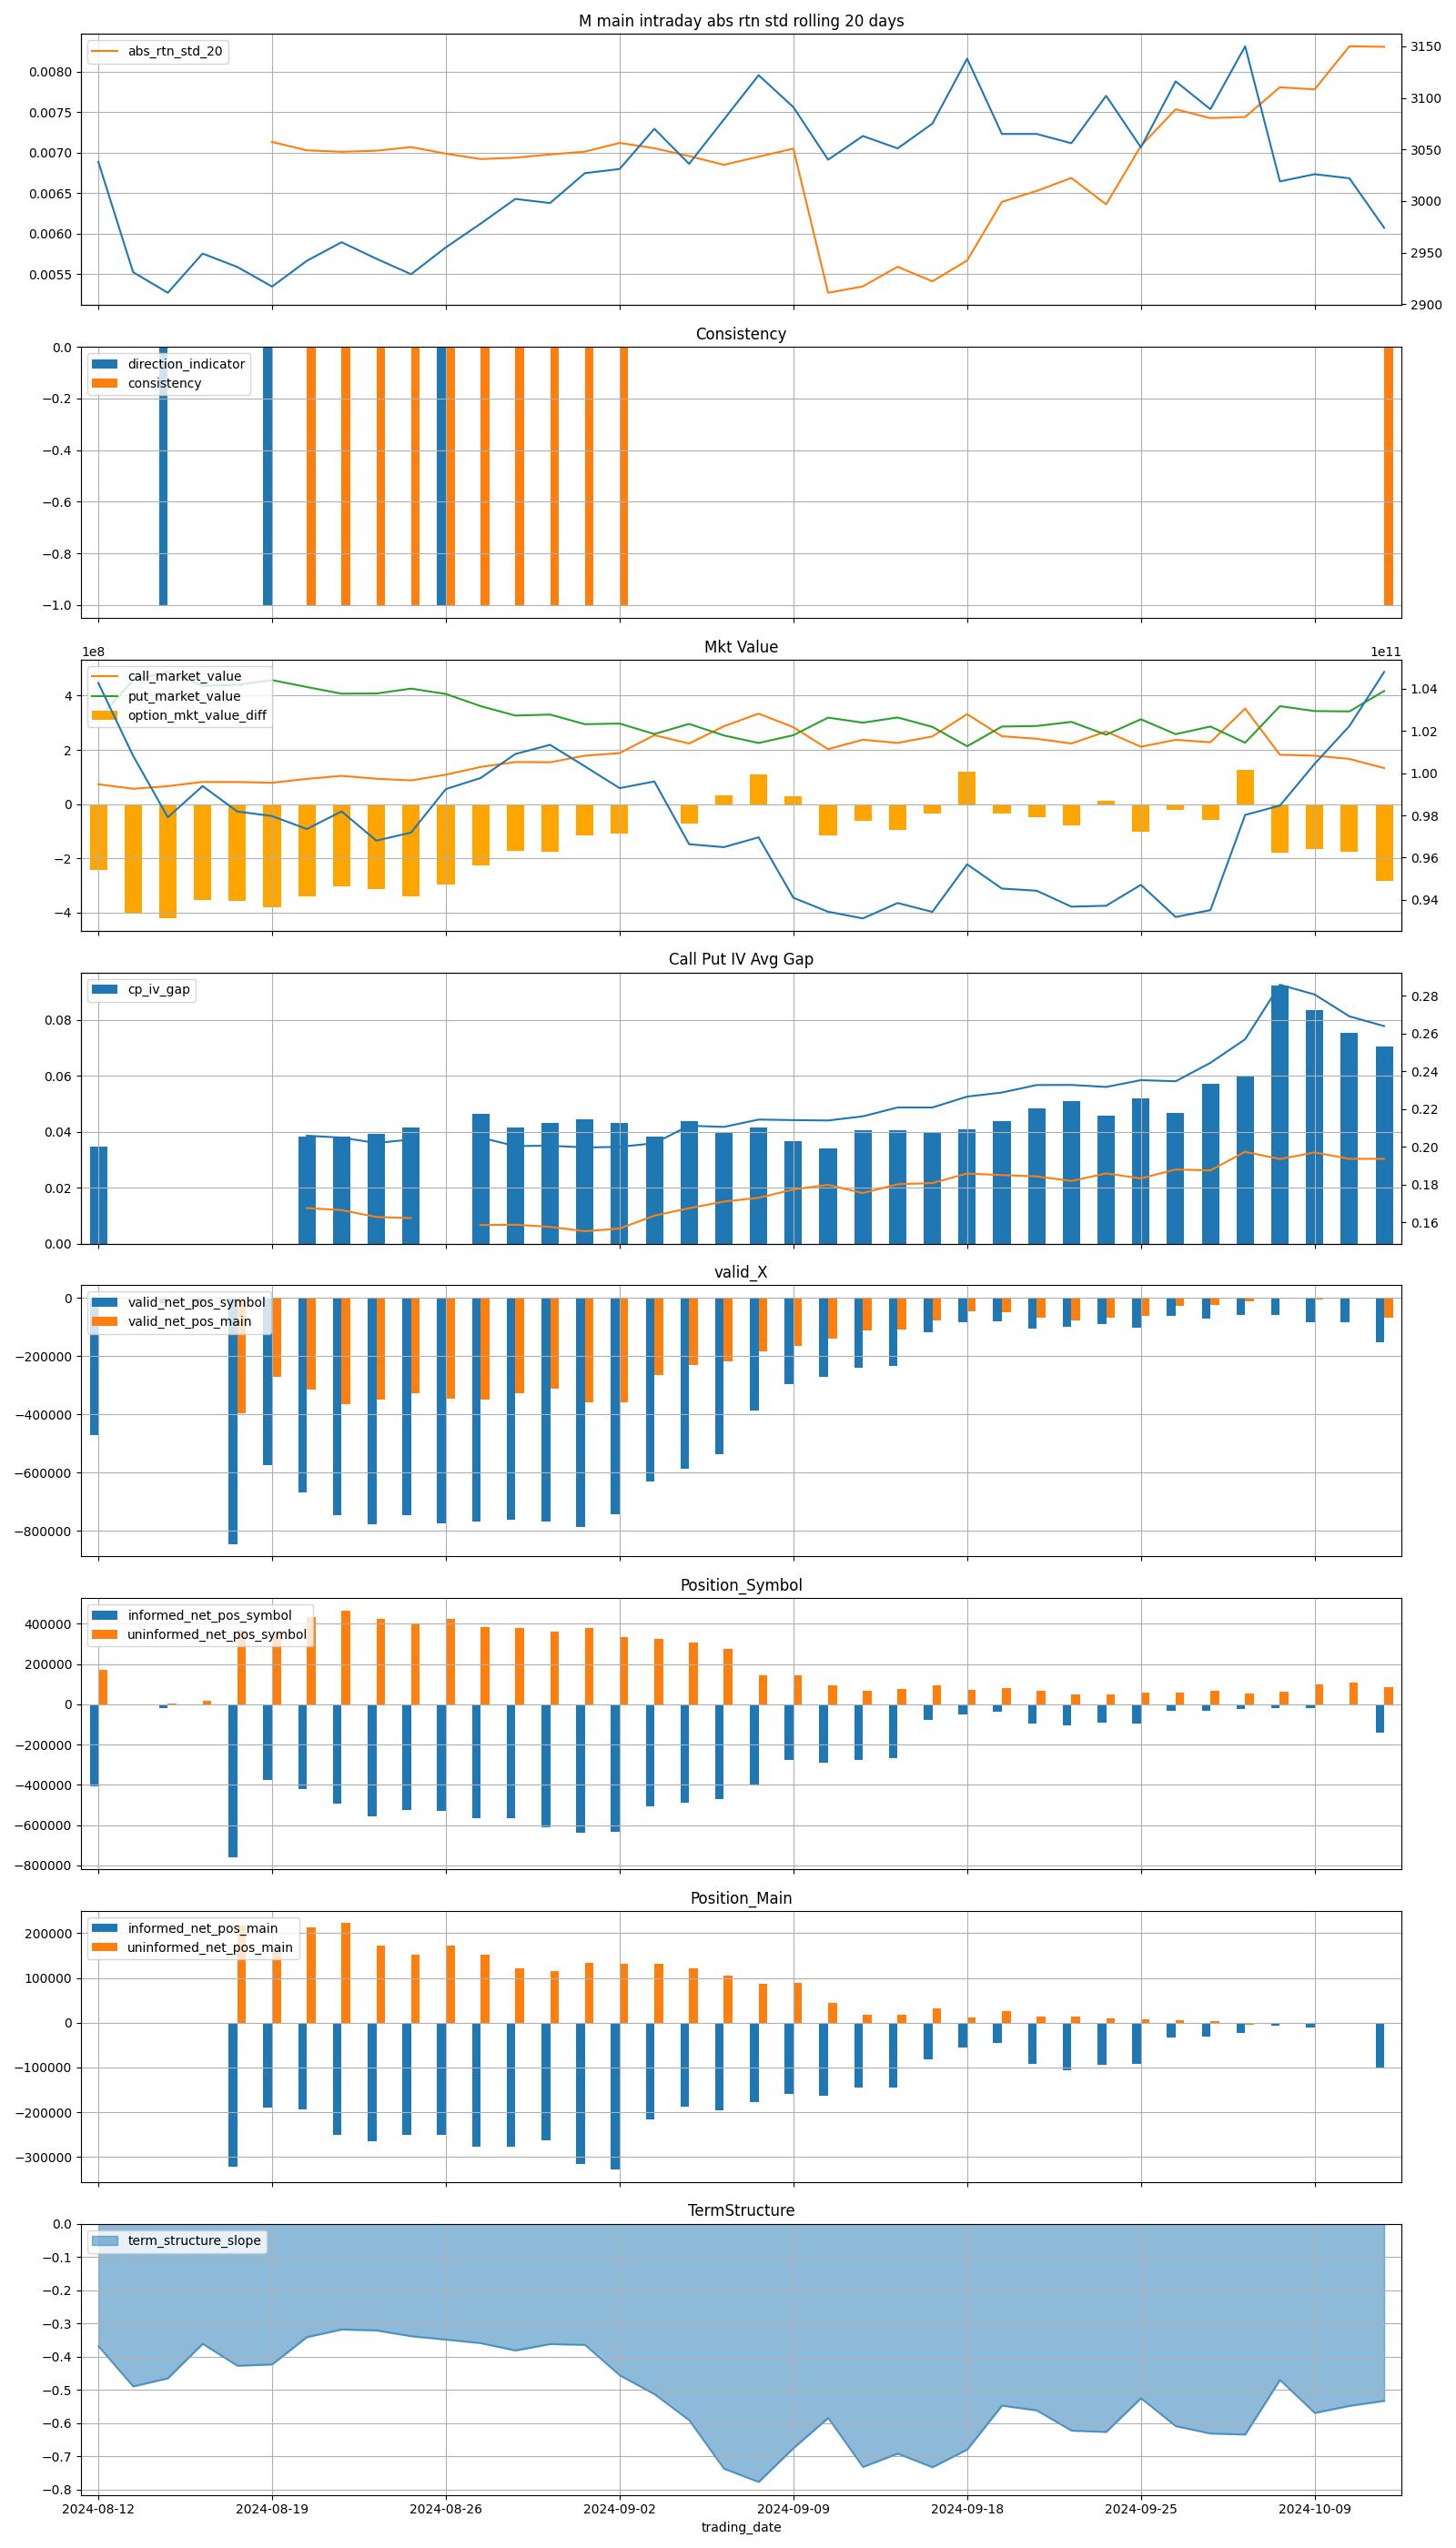 M main intraday abs rtn std rolling 20 days
abs_rtn_std_20
0.0080
0.0075
0.0070
0.0065
0.0060
0.0055
3150
3100
3050
3000
2950
2900
Consistency
direction_indicator
consistency
0.0
−0.2
−0.4
−0.6
−0.8
−1.0
Mkt Value
1e8
1e11
call_market_value
put_market_value
option_mkt_value_diff
4
2
0
−2
−4
1.04
1.02
1.00
0.98
0.96
0.94
Call Put IV Avg Gap
cp_iv_gap
0.08
0.06
0.04
0.02
0.00
0.28
0.26
0.24
0.22
0.20
0.18
0.16
valid_X
valid_net_pos_symbol
valid_net_pos_main
0
−200000
−400000
−600000
−800000
Position_Symbol
informed_net_pos_symbol
uninformed_net_pos_symbol
400000
200000
0
−200000
−400000
−600000
−800000
Position_Main
informed_net_pos_main
uninformed_net_pos_main
200000
100000
0
−100000
−200000
−300000
TermStructure
term_structure_slope
0.0
−0.1
−0.2
−0.3
−0.4
−0.5
−0.6
−0.7
−0.8
2024-08-12 2024-08-19 2024-08-26 2024-09-02 2024-09-09 2024-09-18 2024-09-25 2024-10-09
trading_date